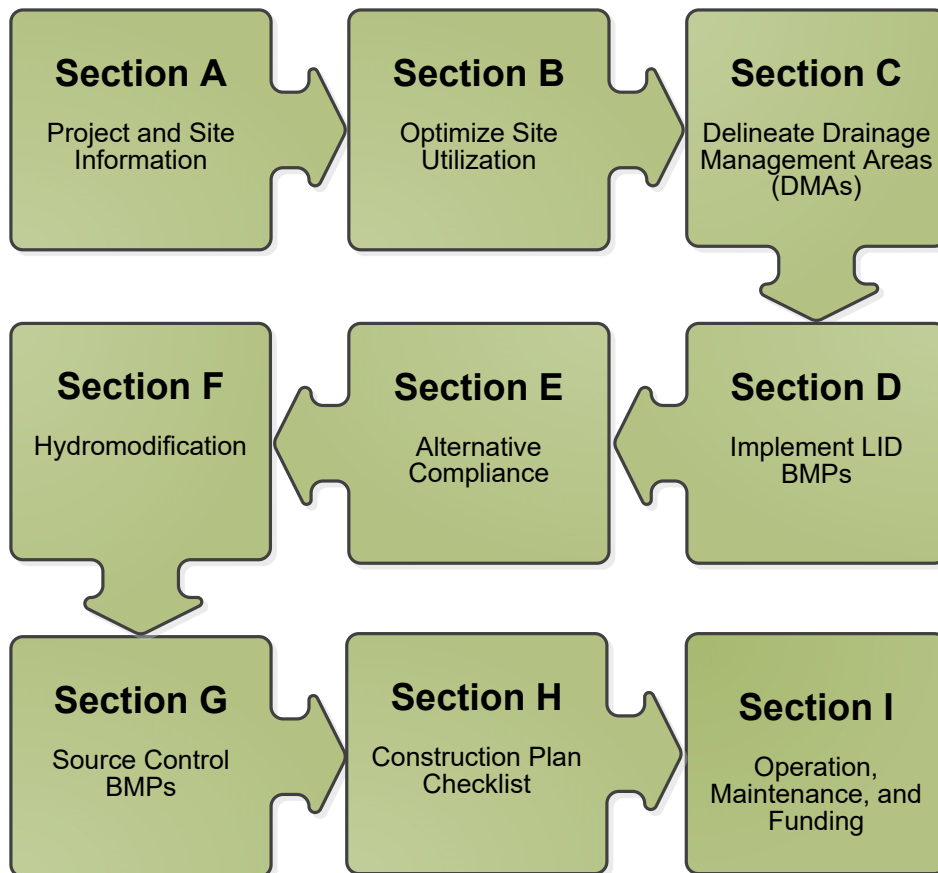 Section A
Project and Site
Information
Section B
Optimize Site
Utilization
Section C
Delineate Drainage
Management Areas
(DMAs)
Section D
Implement LID
BMPs
Section E
Alternative
Compliance
Section F
Hydromodification
Section G
Source Control
BMPs
Section H
Construction Plan
Checklist
Section I
Operation,
Maintenance, and
Funding